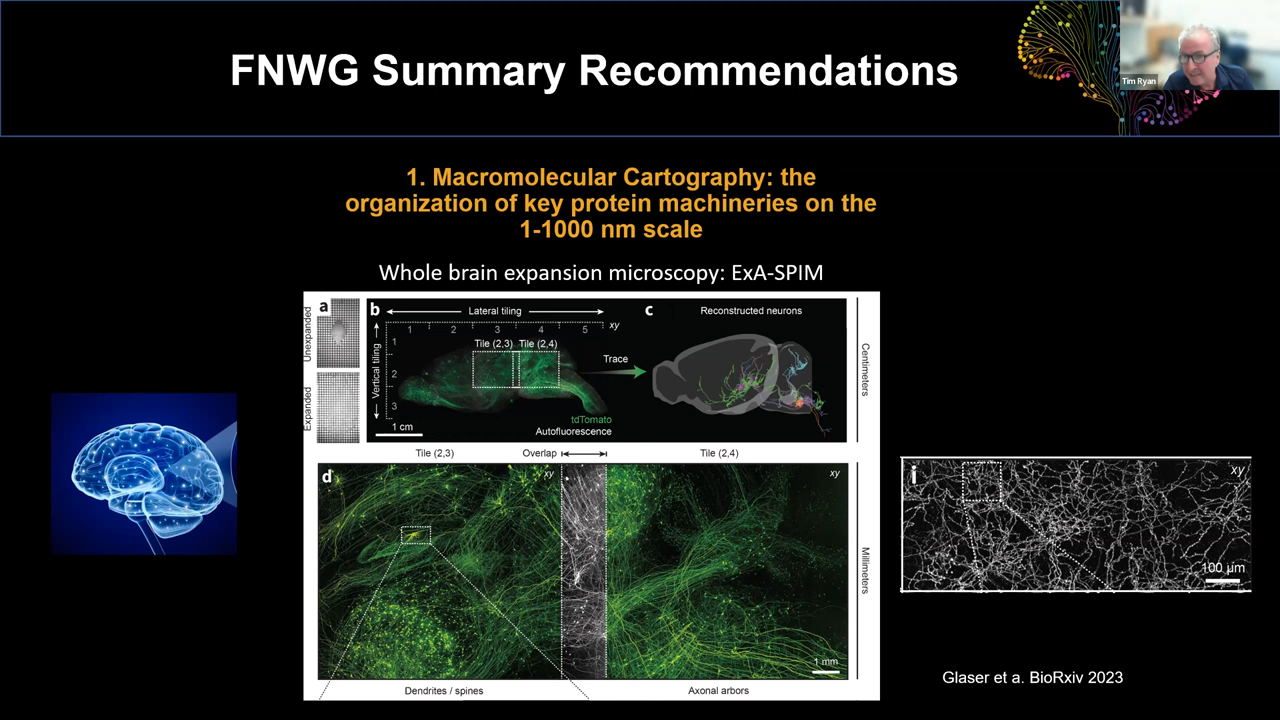 FNWG Summary Recommendations
Tim Ryan
1. Macromolecular Cartography: the
organization of key protein machineries on the
1-1000 nm scale
Whole brain expansion microscopy: ExA-SPIM
a
Unexpanded
Expanded
b
Lateral tiling
xy
1 2 3 4 5
Vertical tiling
1
2
3
Tile (2,3) Tile (2,4)
Trace
tdTomato
Autofluorescence
1 cm
c
Reconstructed neurons
Centimeters
Tile (2,3)
Overlap
Tile (2,4)
d
xy
xy
1 mm
Millimeters
Dendrites / spines
Axonal arbors
i
xy
100 µm
Glaser et a. BioRxiv 2023